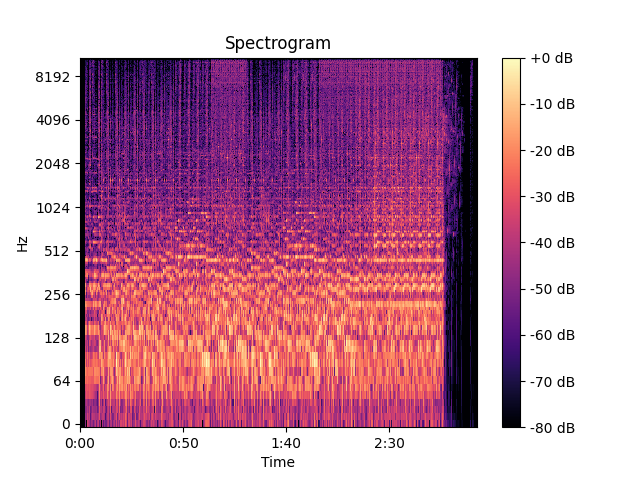 Spectrogram
8192
4096
2048
1024
512
256
128
64
0
Hz
0:00
0:50
1:40
2:30
Time
+0 dB
-10 dB
-20 dB
-30 dB
-40 dB
-50 dB
-60 dB
-70 dB
-80 dB